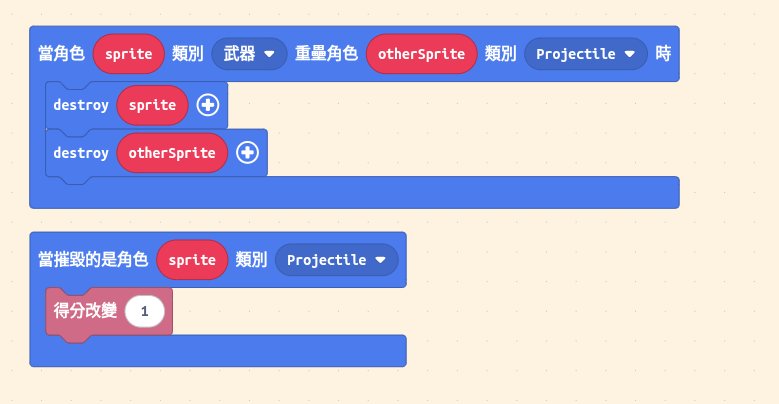 當角色 sprite 類別 武器 重疊角色 otherSprite 類別 Projectile 時
destroy sprite
destroy otherSprite
當摧毀的是角色 sprite 類別 Projectile
得分改變 1